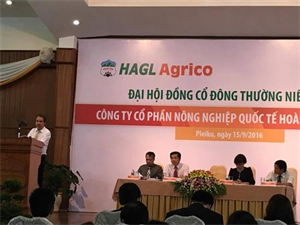 HAGL Agrico
ĐẠI HỘI ĐỒNG CỔ ĐÔNG THƯỜNG NIÊ
CÔNG TY CỔ PHẦN NÔNG NGHIỆP QUỐC TẾ HOÀ
Pleiku, ngày 15/9/2016